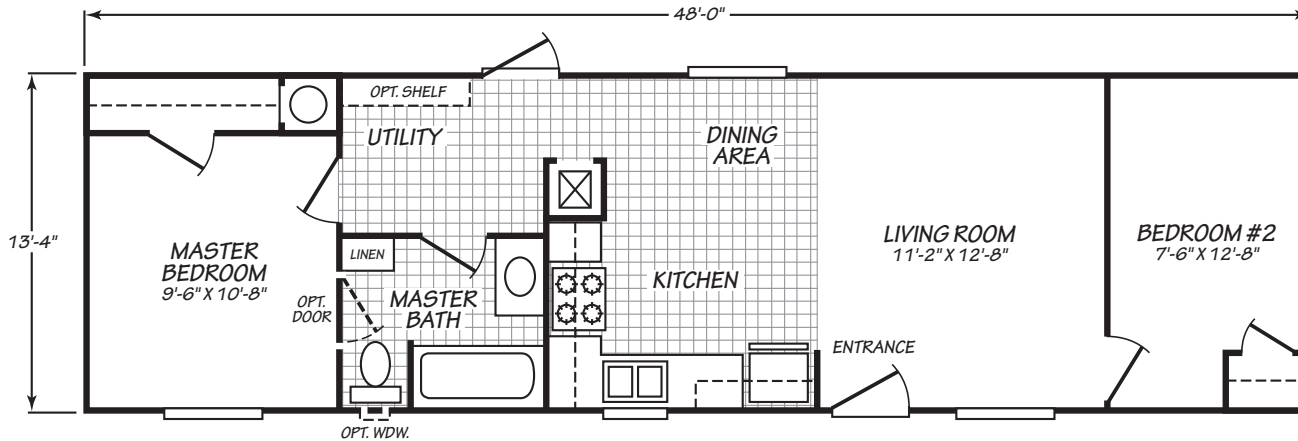 48'-0"
OPT. SHELF
UTILITY
DINING
AREA
13'-4"
MASTER
BEDROOM
9'-6" X 10'-8"
LINEN
OPT.
DOOR
MASTER
BATH
KITCHEN
LIVING ROOM
11'-2" X 12'-8"
BEDROOM #2
7'-6" X 12'-8"
ENTRANCE
OPT. WDW.